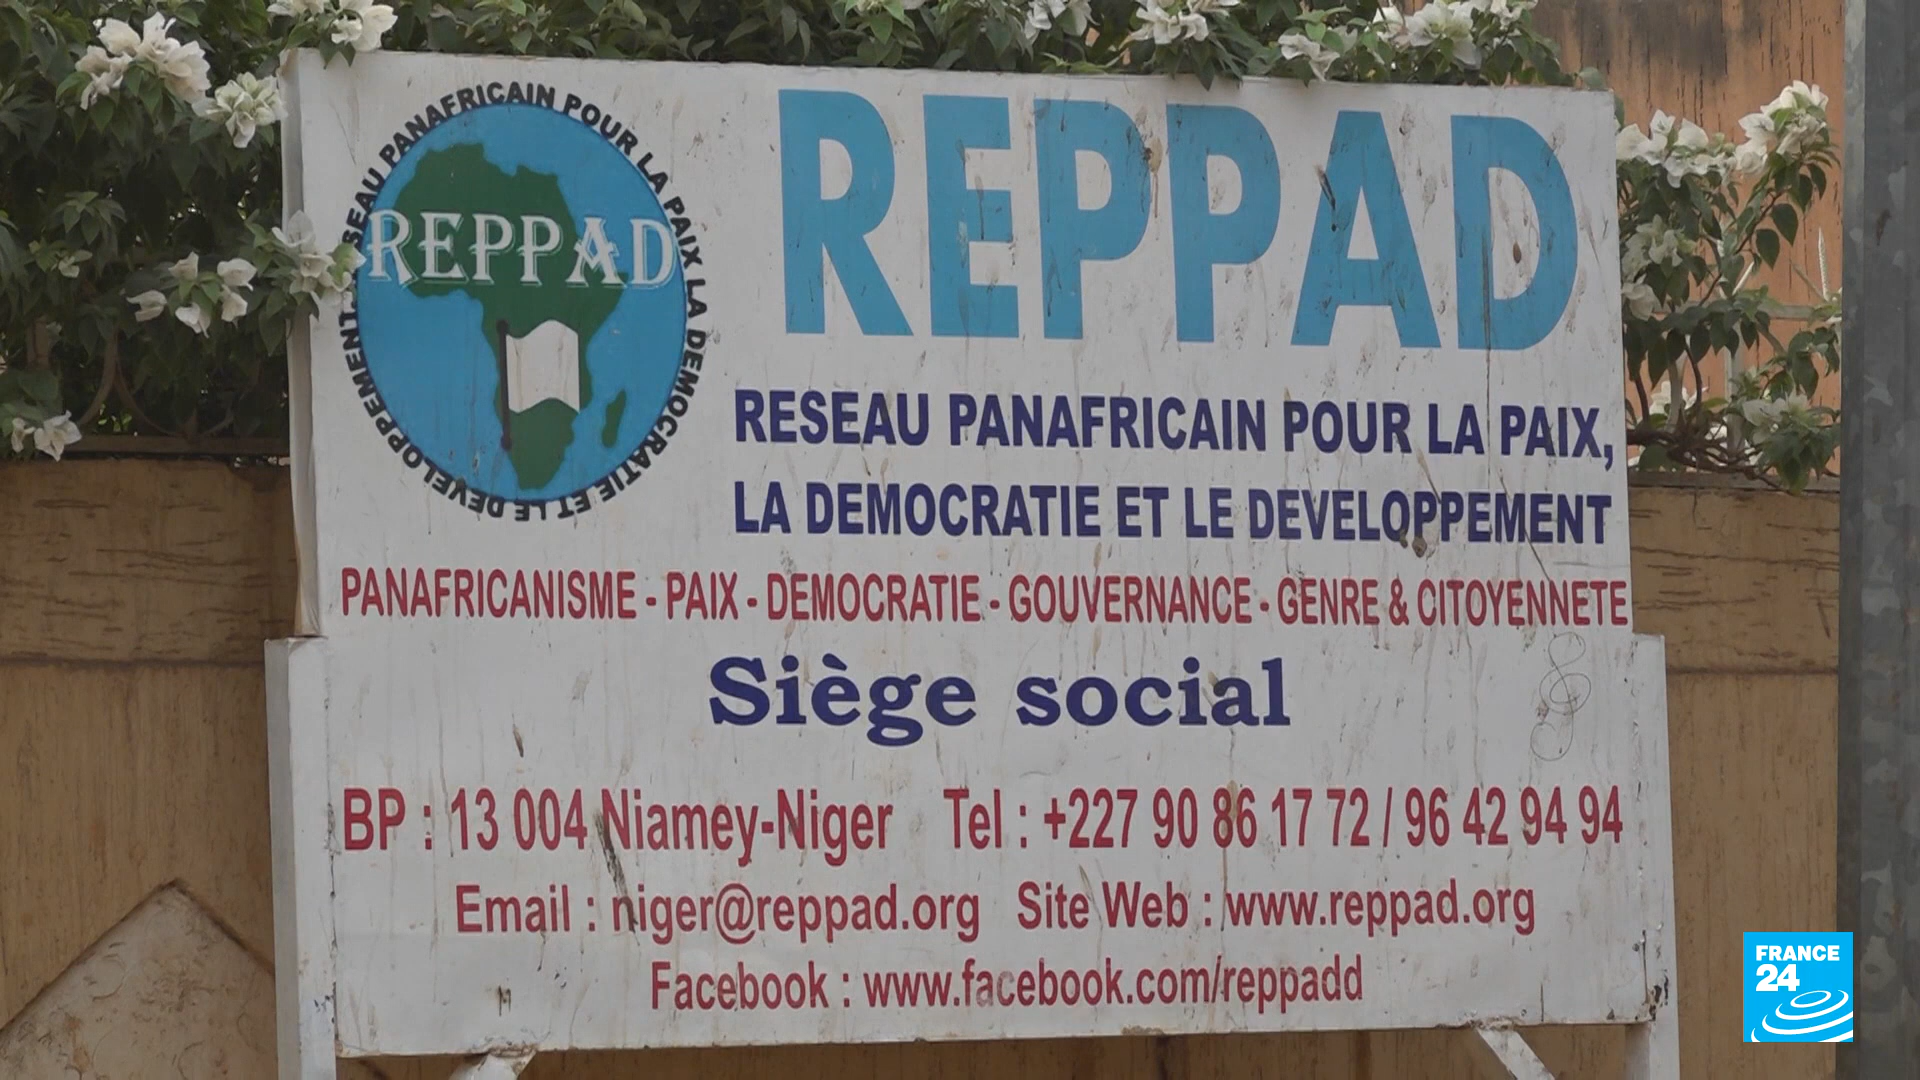 SEAU PANAFRICAIN POUR LA PAIX LA DEMOCRATIE ET LE DEVELOPPEMENT
REPPAD
REPPAD
RESEAU PANAFRICAIN POUR LA PAIX,
LA DEMOCRATIE ET LE DEVELOPPEMENT
PANAFRICANISME - PAIX - DEMOCRATIE - GOUVERNANCE - GENRE & CITOYENNETE
Siège social
BP : 13 004 Niamey-Niger Tel : +227 90 86 17 72 / 96 42 94 94
Email : niger@reppad.org Site Web : www.reppad.org
Facebook : www.facebook.com/reppadd
FRANCE
24